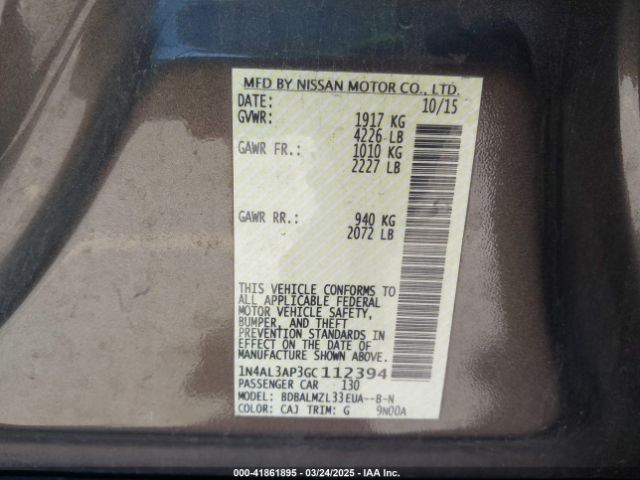 MFD BY NISSAN MOTOR CO., LTD.
DATE: 10/15
GVWR: 1917 KG
4226 LB
GAWR FR.: 1010 KG
2227 LB
GAWR RR.: 940 KG
2072 LB
THIS VEHICLE CONFORMS TO
ALL APPLICABLE FEDERAL
MOTOR VEHICLE SAFETY,
BUMPER, AND THEFT
PREVENTION STANDARDS IN
EFFECT ON THE DATE OF
MANUFACTURE SHOWN ABOVE.
1N4AL3AP3GC112394
PASSENGER CAR 130
MODEL: BDBALMZL33EUA--B-N
COLOR: CAJ TRIM: G 9N00A
000-41861895 - 03/24/2025 - IAA Inc.